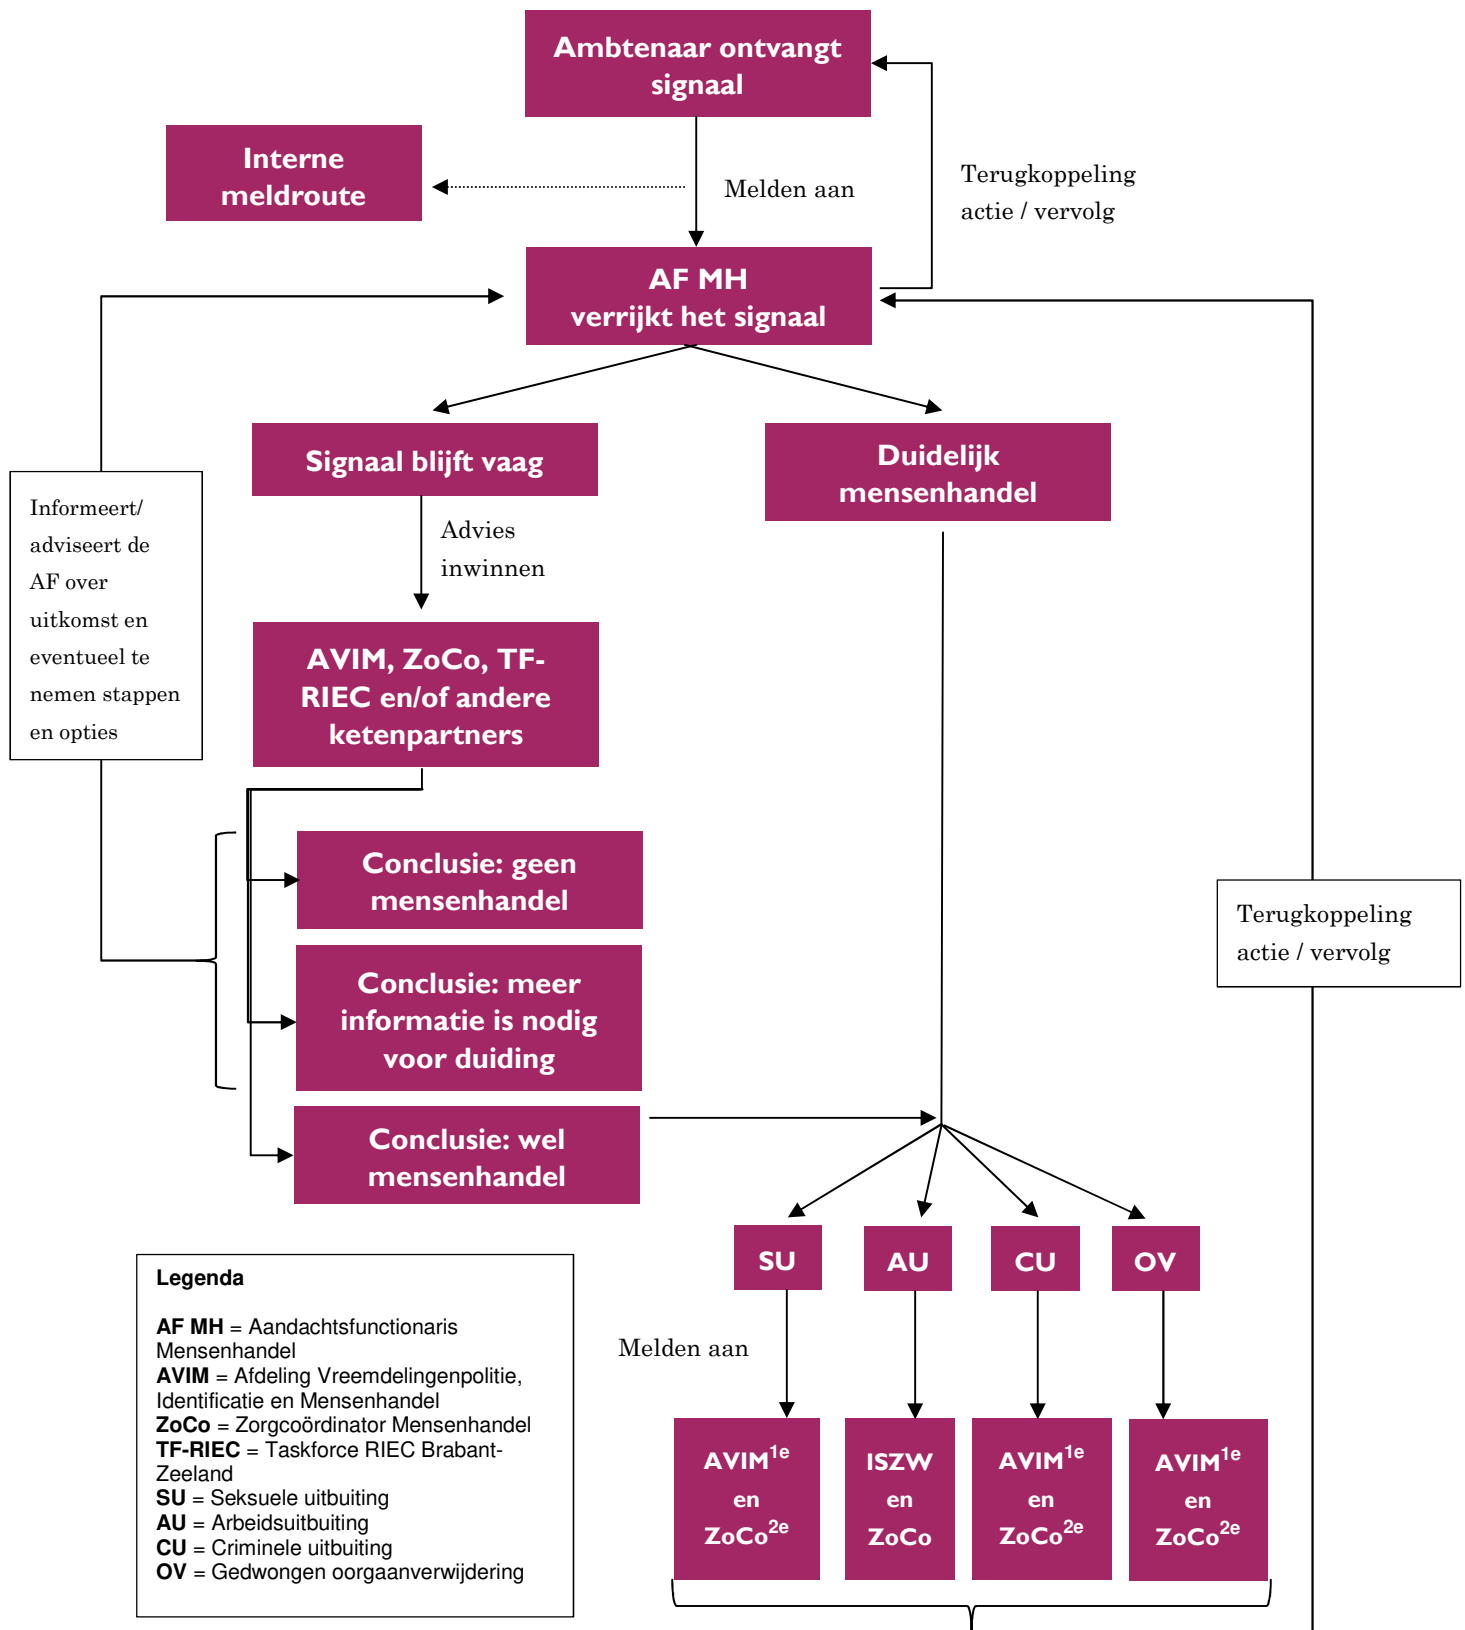 Ambtenaar ontvangt
signaal
Interne
meldroute
Melden aan
Terugkoppeling
actie / vervolg
AF MH
verrijkt het signaal
Signaal blijft vaag
Duidelijk
mensenhandel
Informeert/
adviseert de
AF over
uitkomst en
eventueel te
nemen stappen
en opties
Advies
inwinnen
AVIM, ZoCo, TF-
RIEC en/of andere
ketenpartners
Conclusie: geen
mensenhandel
Conclusie: meer
informatie is nodig
voor duiding
Conclusie: wel
mensenhandel
Terugkoppeling
actie / vervolg
SU
AU
CU
OV
Melden aan
AVIM1e
en
ZoCo2e
ISZW
en
ZoCo
AVIM1e
en
ZoCo2e
AVIM1e
en
ZoCo2e
Legenda
AF MH = Aandachtsfunctionaris
Mensenhandel
AVIM = Afdeling Vreemdelingenpolitie,
Identificatie en Mensenhandel
ZoCo = Zorgcoördinator Mensenhandel
TF-RIEC = Taskforce RIEC Brabant-
Zeeland
SU = Seksuele uitbuiting
AU = Arbeidsuitbuiting
CU = Criminele uitbuiting
OV = Gedwongen oorgaanverwijdering